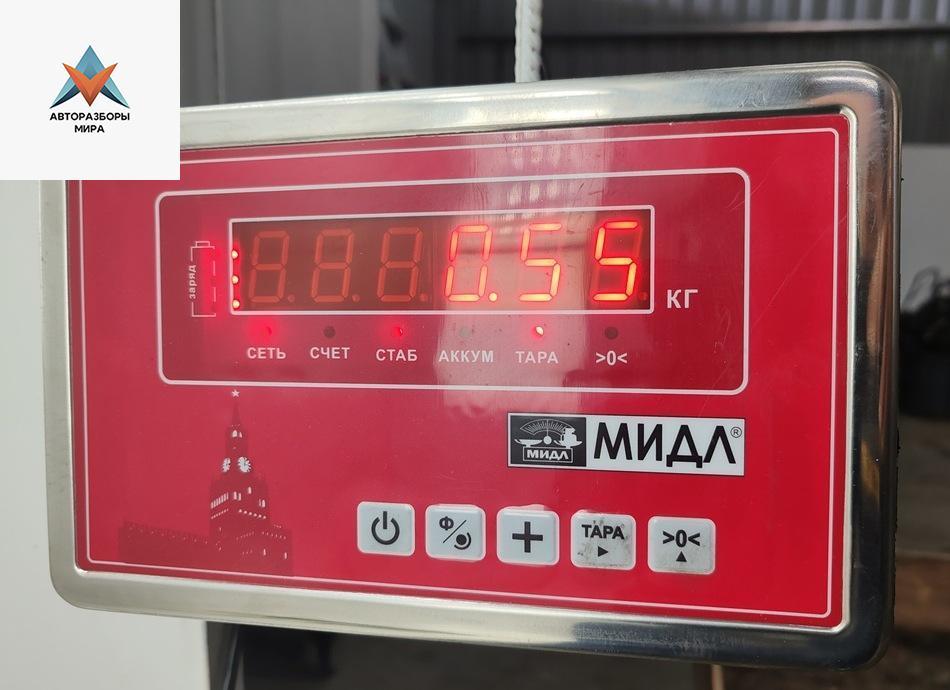 АВТОРАЗБОРЫ
МИРА
заряд
0.55
КГ
СЕТЬ СЧЕТ СТАБ АККУМ ТАРА >0<
МИДЛ МИДЛ®
Ф ТАРА >0<